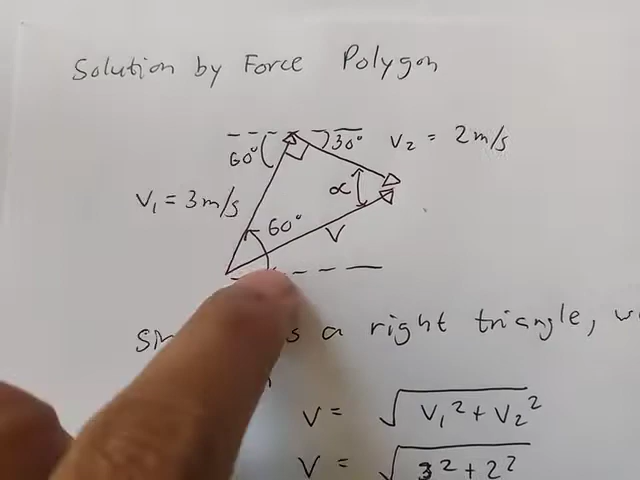 Solution by Force Polygon
60° 30° V₂ = 2m/s
V₁ = 3m/s α
60° V
s a right triangle,
V = √V₁² + V₂²
V = √3² + 2²